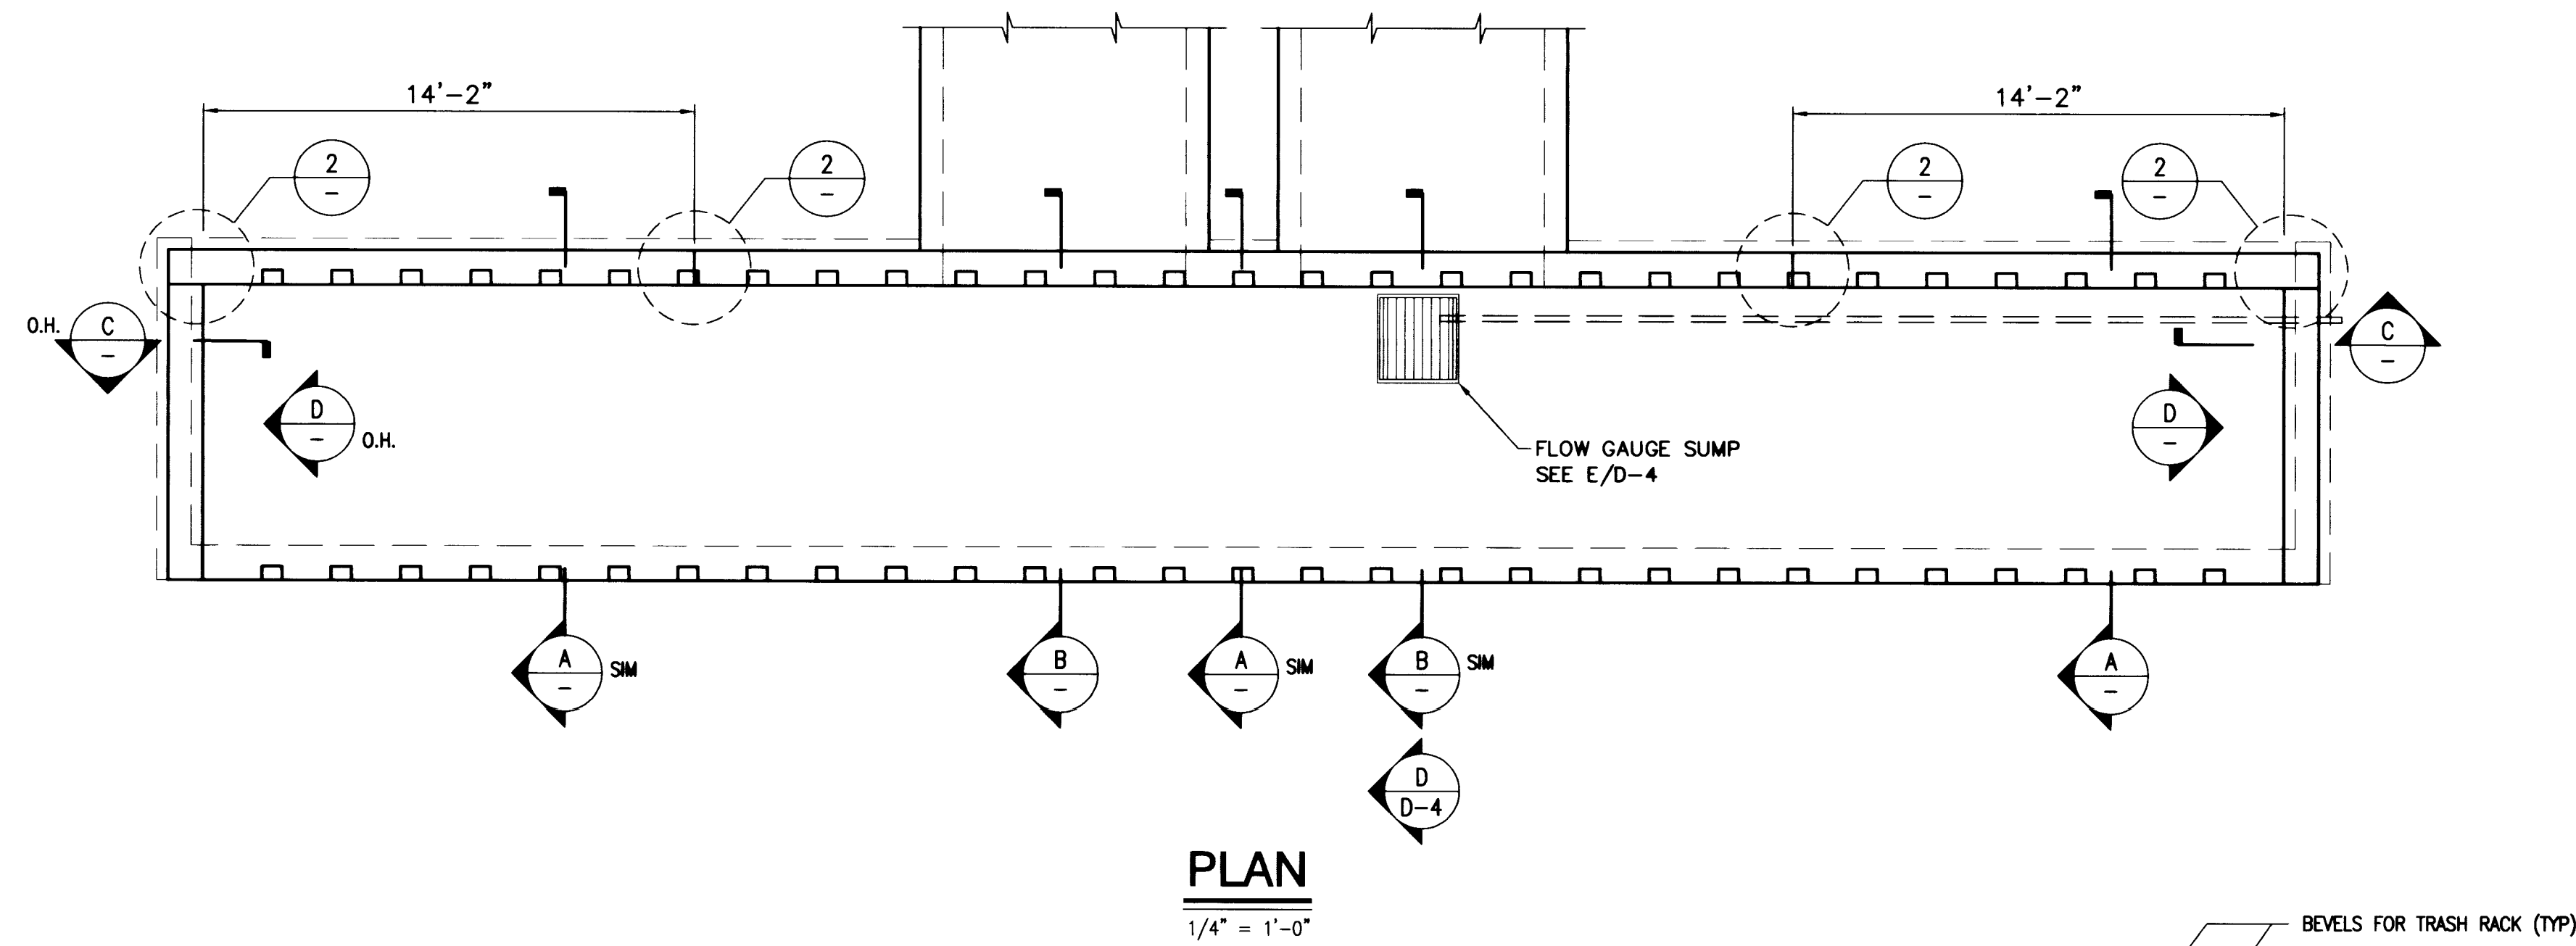 14'-2"
14'-2"
2
–
2
–
2
–
2
–
O.H.
C
–
C
–
D
–
O.H.
D
–
FLOW GAUGE SUMP
SEE E/D-4
A
–
SIM
B
–
A
–
SIM
B
–
SIM
A
–
D
D-4
PLAN
1/4" = 1'-0"
BEVELS FOR TRASH RACK (TYP)